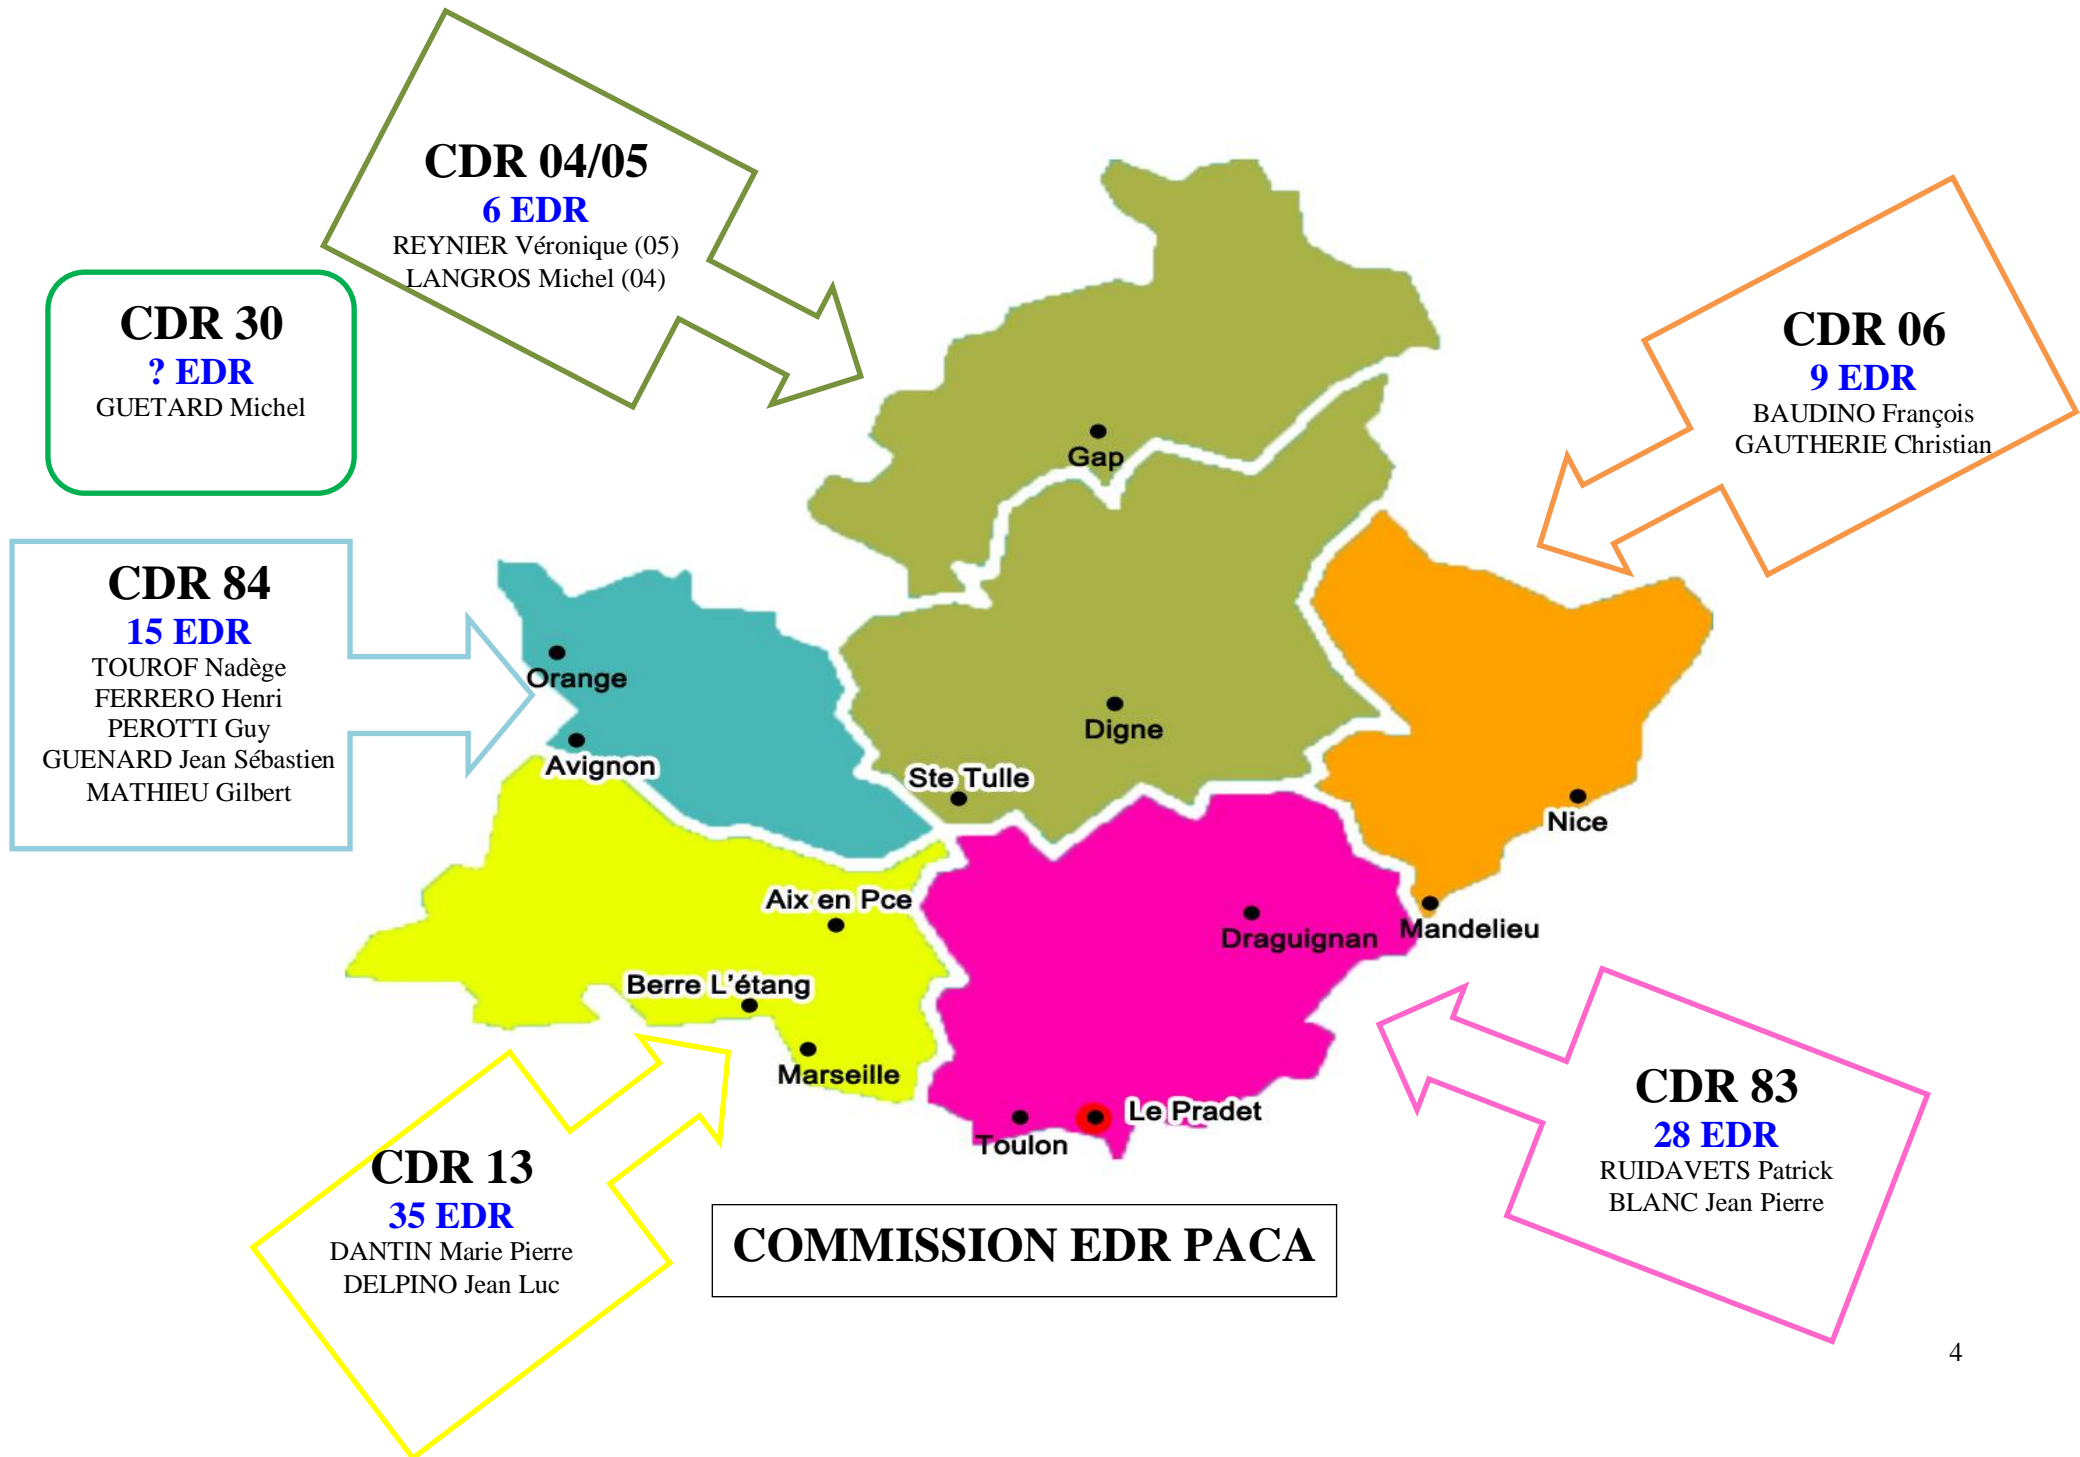 CDR 04/05
6 EDR
REYNIER Véronique (05)
LANGROS Michel (04)
CDR 30
? EDR
GUETARD Michel
CDR 06
9 EDR
BAUDINO François
GAUTHERIE Christian
CDR 84
15 EDR
TOUROF Nadège
FERRERO Henri
PEROTTI Guy
GUENARD Jean Sébastien
MATHIEU Gilbert
Gap
Orange
Avignon
Digne
Ste Tulle
Nice
Mandelieu
Aix en Pce
Berre L'étang
Marseille
Draguignan
Toulon
Le Pradet
CDR 13
35 EDR
DANTIN Marie Pierre
DELPINO Jean Luc
CDR 83
28 EDR
RUIDAVETS Patrick
BLANC Jean Pierre
COMMISSION EDR PACA
4